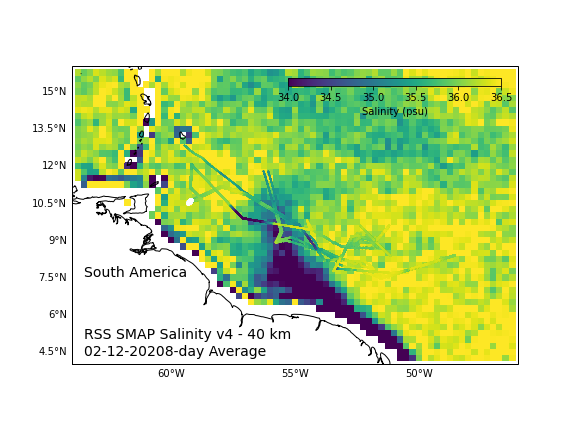 15°N
34.0 34.5 35.0 35.5 36.0 36.5
Salinity (psu)
13.5°N
12°N
10.5°N
9°N
South America
7.5°N
6°N
RSS SMAP Salinity v4 - 40 km
02-12-20208-day Average
4.5°N
60°W 55°W 50°W